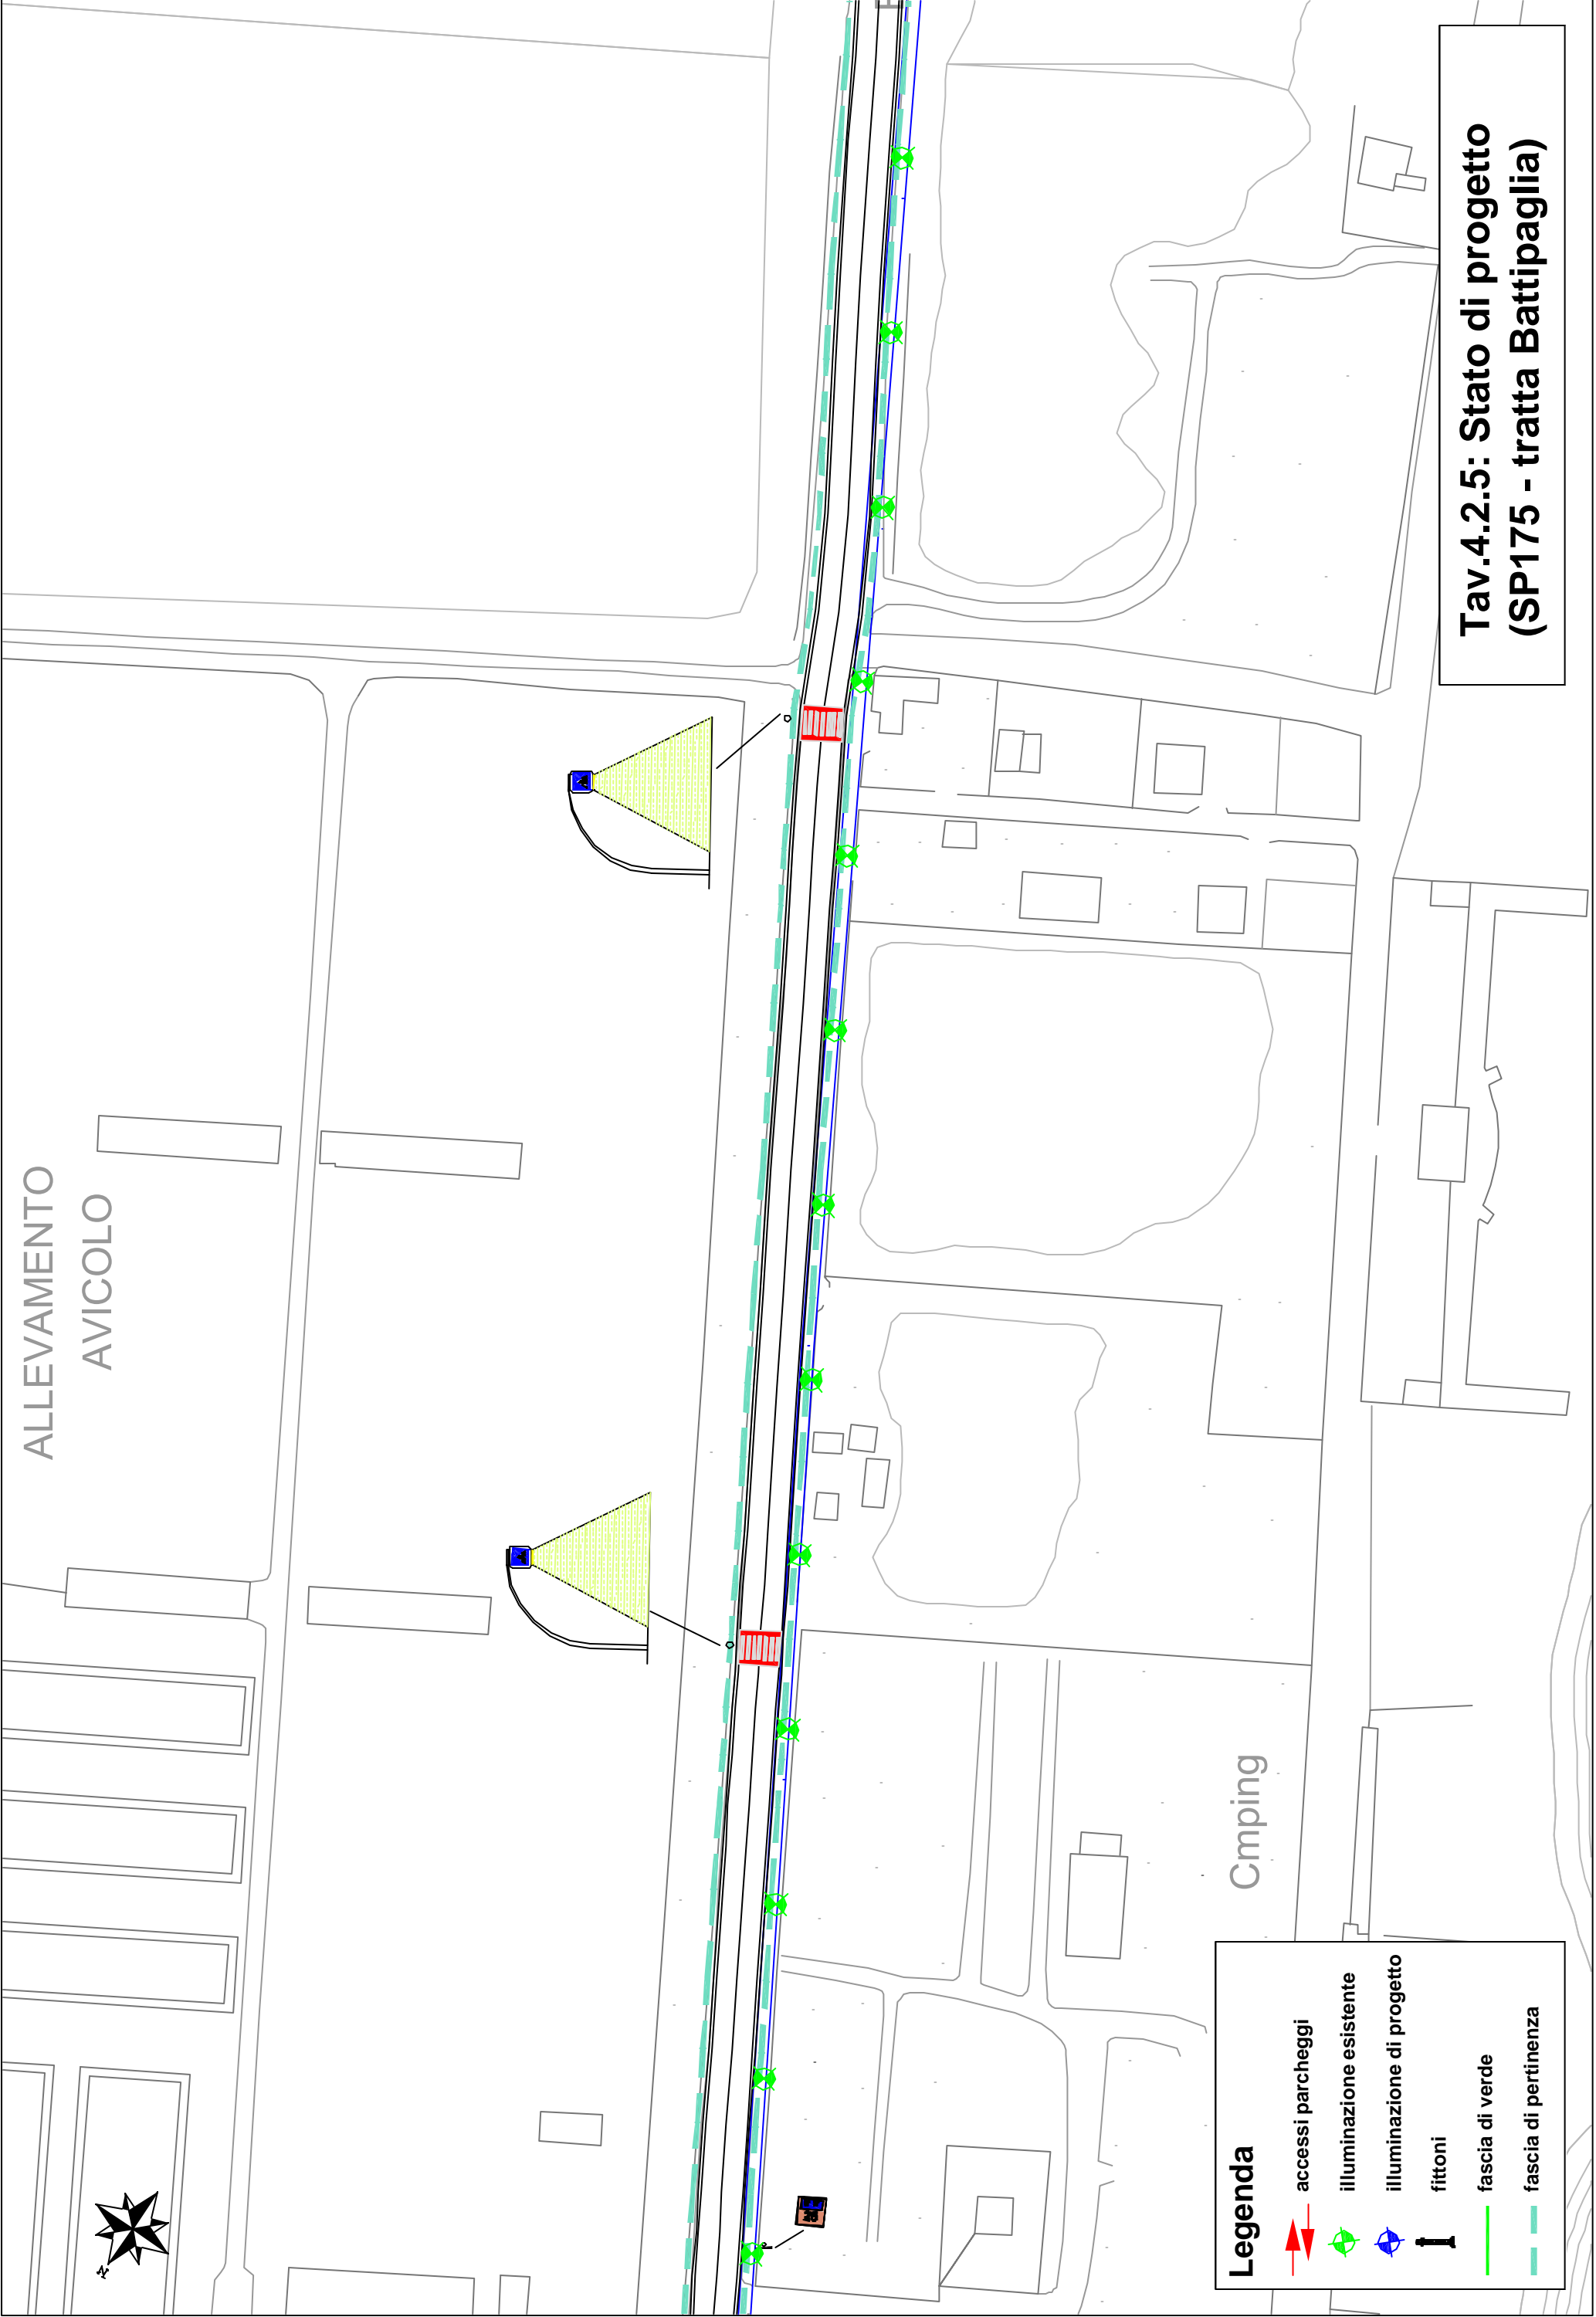 ALLEVAMENTO
AVICOLO
Cmping
N
Tav.4.2.5: Stato di progetto
(SP175 - tratta Battipaglia)
Legenda
accessi parcheggi
illuminazione esistente
illuminazione di progetto
fittoni
fascia di verde
fascia di pertinenza